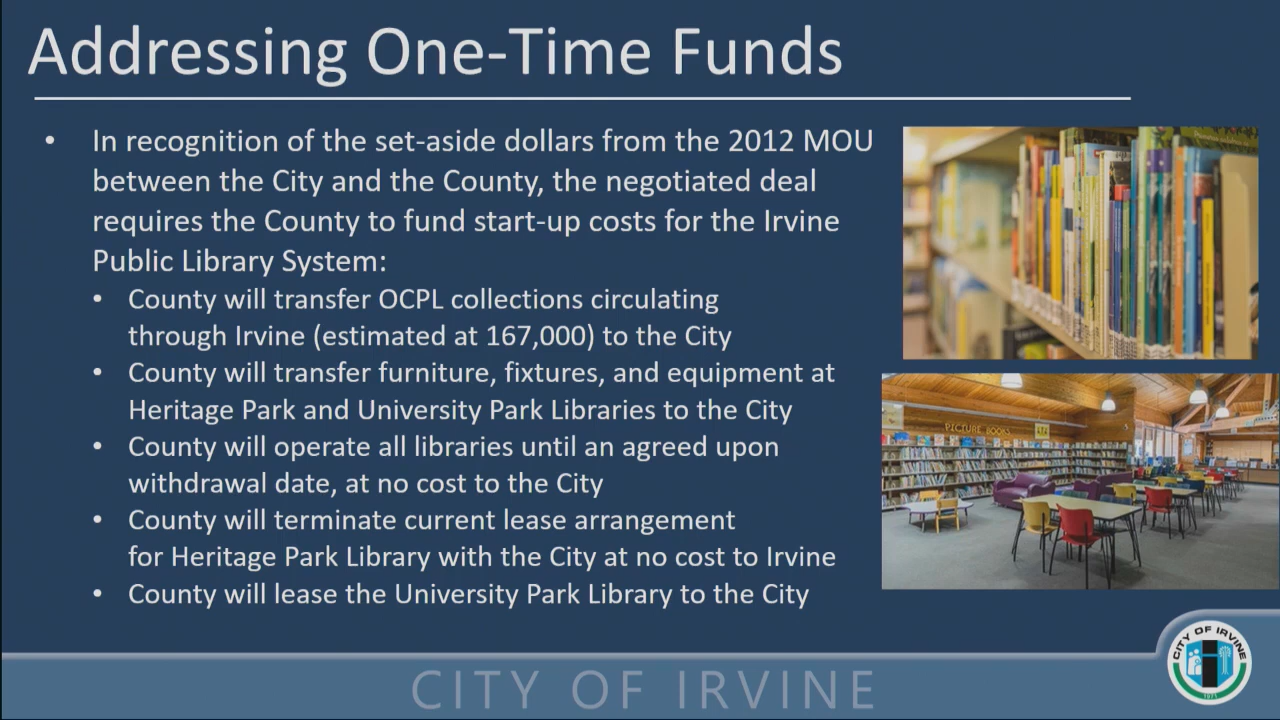 Addressing One-Time Funds
• In recognition of the set-aside dollars from the 2012 MOU
between the City and the County, the negotiated deal
requires the County to fund start-up costs for the Irvine
Public Library System:
• County will transfer OCPL collections circulating
through Irvine (estimated at 167,000) to the City
• County will transfer furniture, fixtures, and equipment at
Heritage Park and University Park Libraries to the City
• County will operate all libraries until an agreed upon
withdrawal date, at no cost to the City
• County will terminate current lease arrangement
for Heritage Park Library with the City at no cost to Irvine
• County will lease the University Park Library to the City
PICTURE BOOKS
CITY OF IRVINE
CITY OF IRVINE
1971